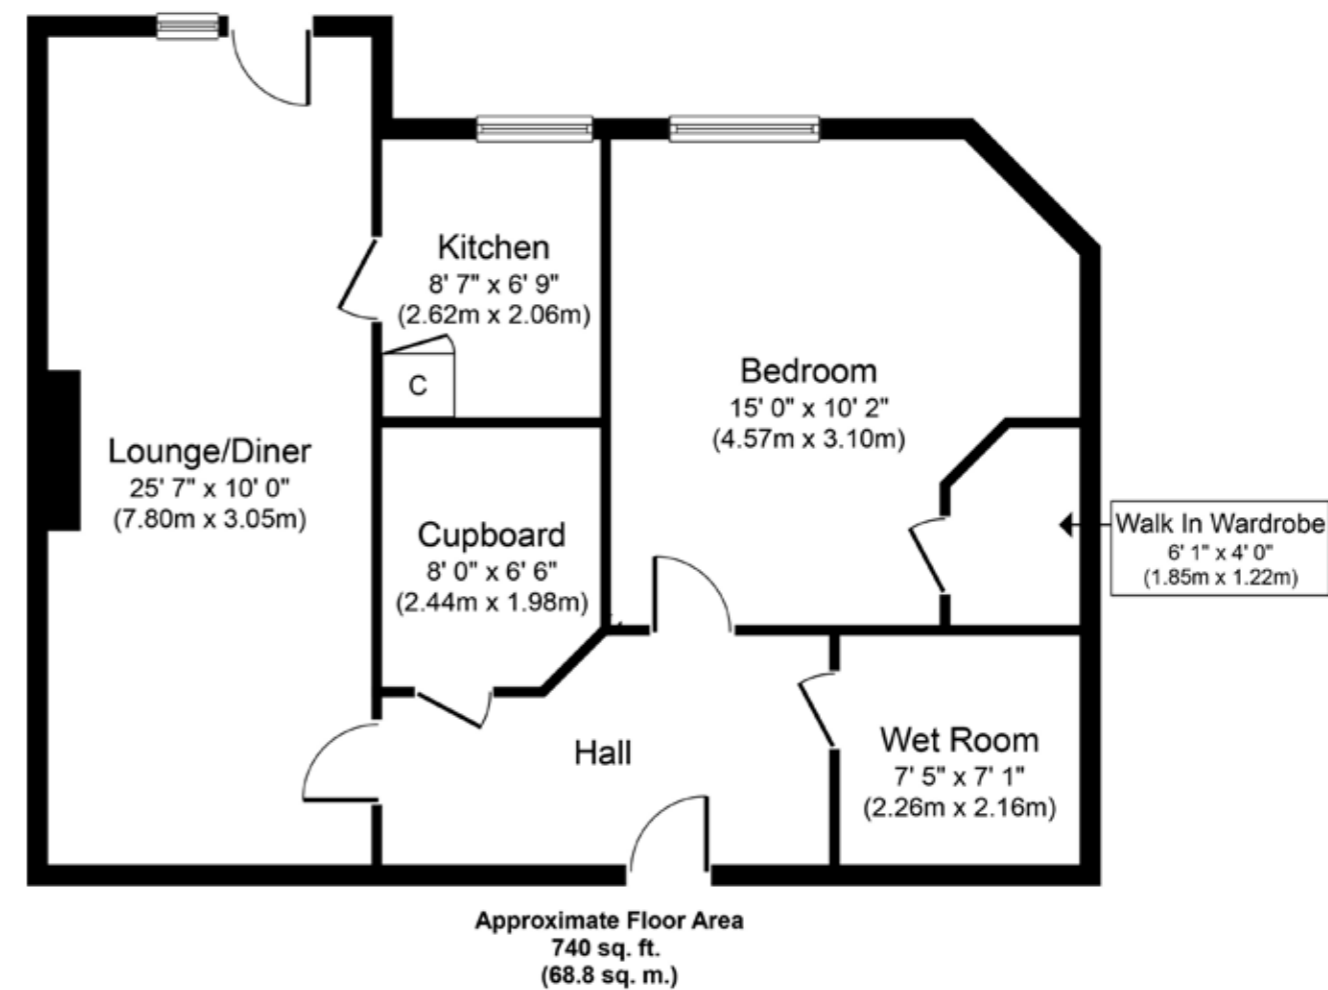 Kitchen
8' 7" x 6' 9"
(2.62m x 2.06m)
C
Bedroom
15' 0" x 10' 2"
(4.57m x 3.10m)
Lounge/Diner
25' 7" x 10' 0"
(7.80m x 3.05m)
Cupboard
8' 0" x 6' 6"
(2.44m x 1.98m)
Walk In Wardrobe
6' 1" x 4' 0"
(1.85m x 1.22m)
Hall
Wet Room
7' 5" x 7' 1"
(2.26m x 2.16m)
Approximate Floor Area
740 sq. ft.
(68.8 sq. m.)